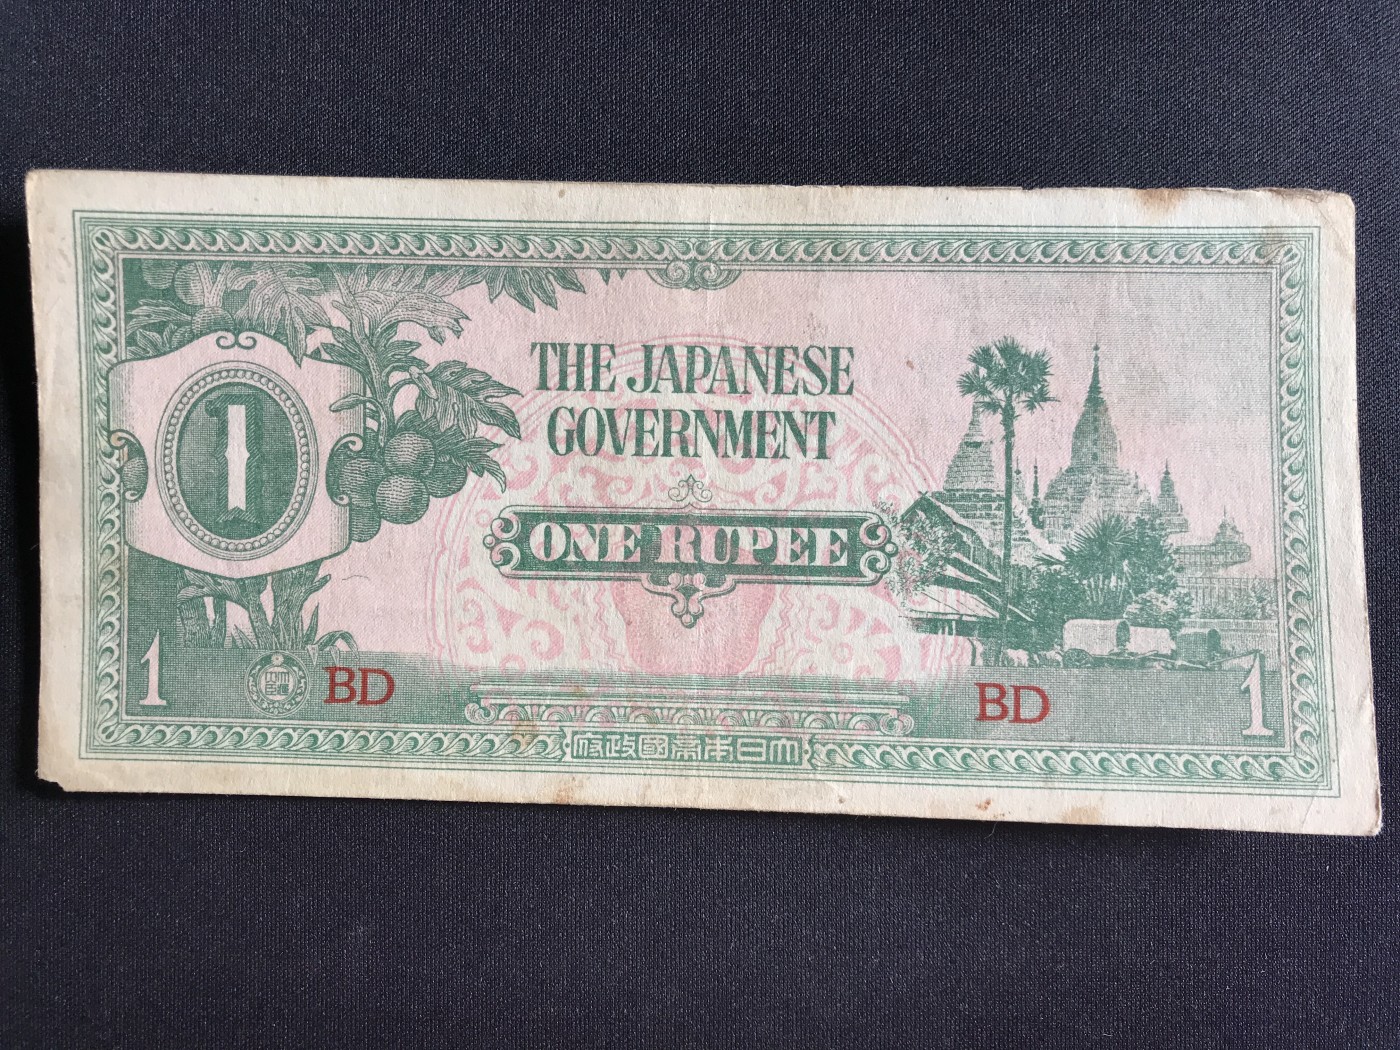 1
THE JAPANESE
GOVERNMENT
ONE RUPEE
1
BD
BD
1
府政國帝本日大